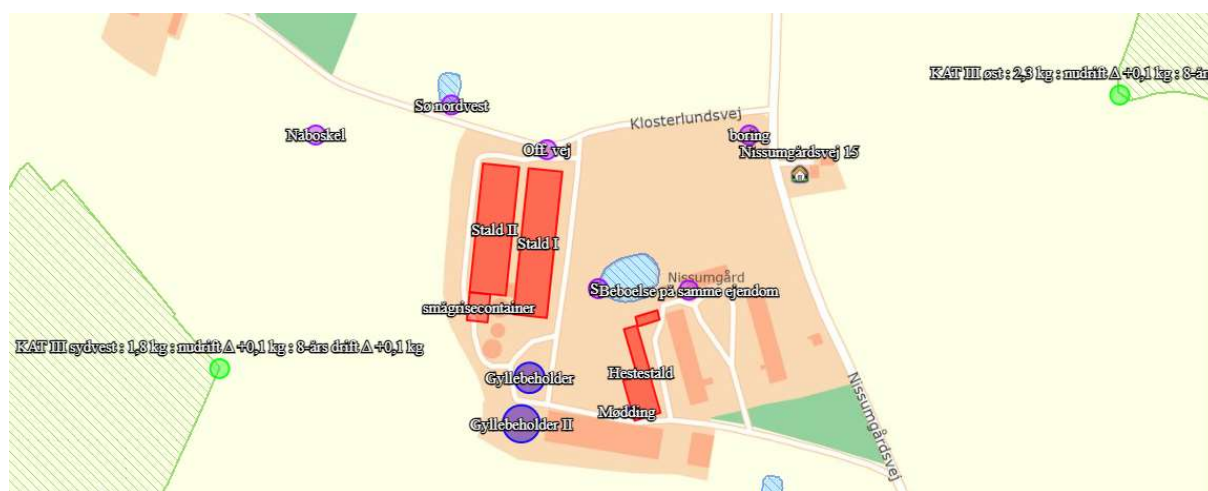 KAT III øst : 2,3 kg : nudrift Δ +0,1 kg : 8-års
Sø nordvest
Klosterlundsvej
Naboskel
boring
Off. vej
Nissumgårdsvej 15
Stald II
Stald I
Nissumgård
S
Beboelse på samme ejendom
smågrisecontainer
KAT III sydvest : 1,8 kg : nudrift Δ +0,1 kg : 8-års drift Δ +0,1 kg
Gyllebeholder
Hestestald
Nissumgårdsvej
Mødding
Gyllebeholder II